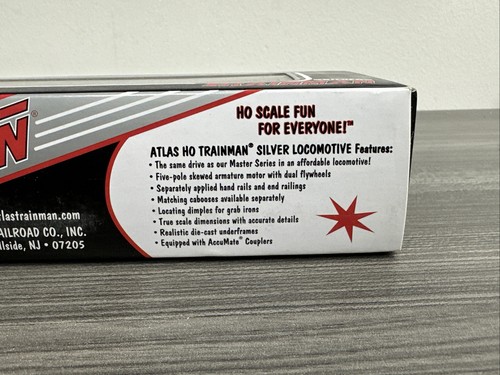 HO SCALE FUN
FOR EVERYONE!™
ATLAS HO TRAINMAN® SILVER LOCOMOTIVE Features:
• The same drive as our Master Series in an affordable locomotive!
• Five-pole skewed armature motor with dual flywheels
• Separately applied hand rails and end railings
• Matching cabooses available separately
• Locating dimples for grab irons
• True scale dimensions with accurate details
• Realistic die-cast underframes
• Equipped with AccuMate® Couplers
N®
tlastrainman.com
AILROAD CO., INC.
llside, NJ • 07205